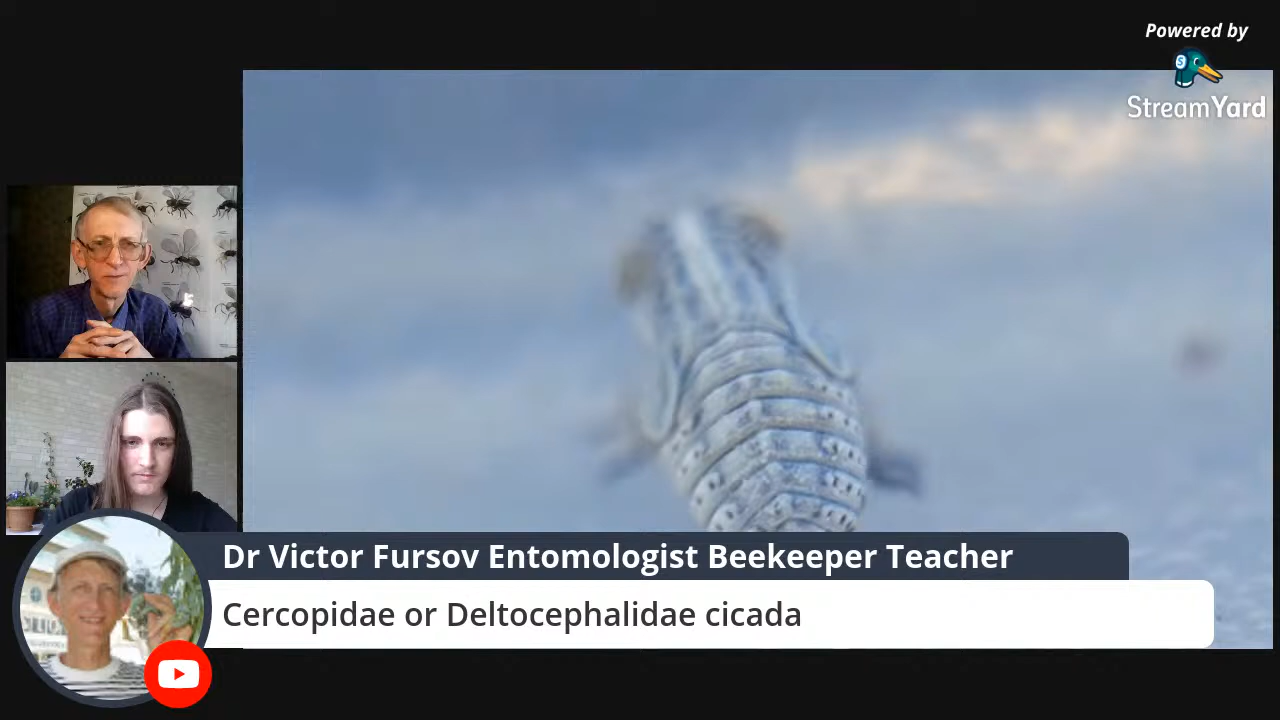 Powered by
StreamYard
Dr Victor Fursov Entomologist Beekeeper Teacher
Cercopidae or Deltocephalidae cicada